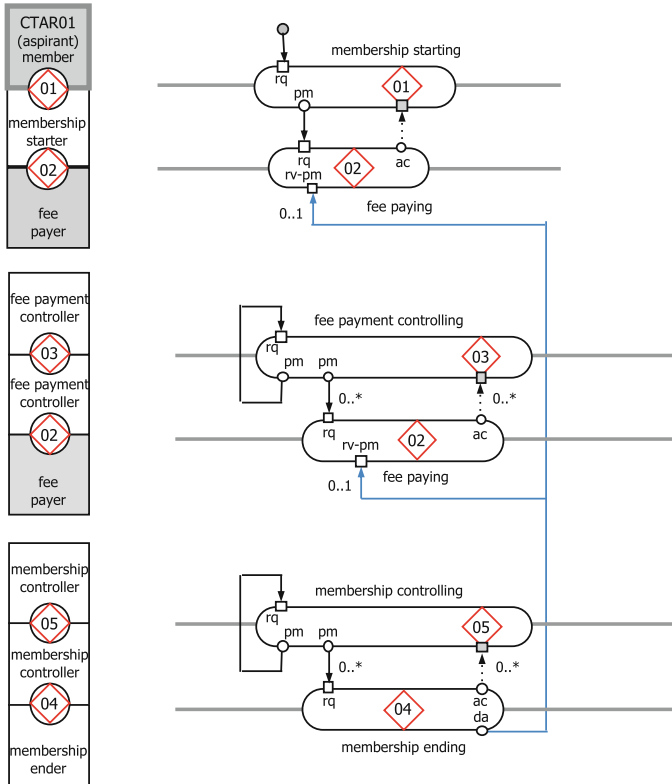 CTAR01
(aspirant)
member
01
membership
starter
02
fee
payer
membership starting
rq
01
pm
rq
rv-pm
02
ac
0..1
fee paying
fee payment
controller
03
fee payment
controller
02
fee
payer
fee payment controlling
rq
03
pm
pm
0..*
0..*
rq
ac
rv-pm
02
0..1
fee paying
membership
controller
05
membership
controller
04
membership
ender
membership controlling
rq
05
pm
pm
0..*
0..*
rq
04
ac
da
membership ending